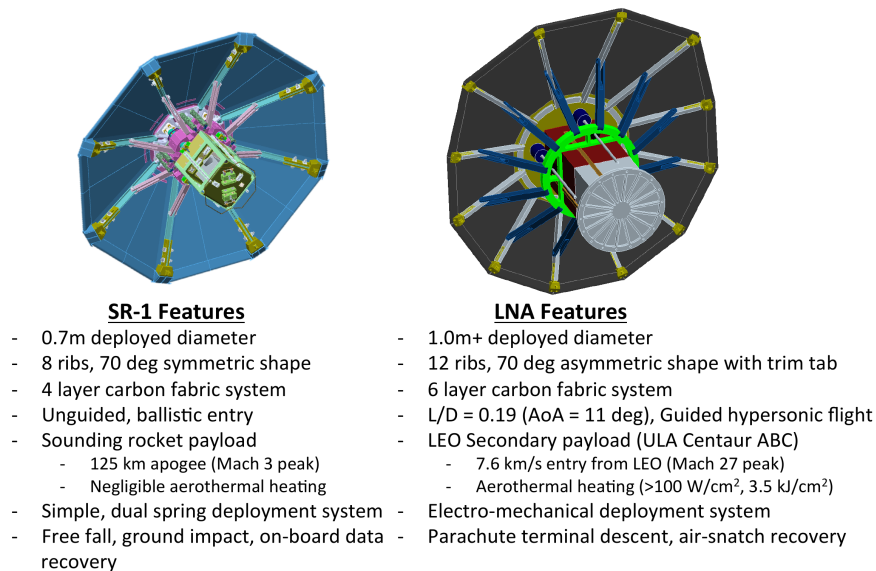 SR-1 Features
- 0.7m deployed diameter
- 8 ribs, 70 deg symmetric shape
- 4 layer carbon fabric system
- Unguided, ballistic entry
- Sounding rocket payload
- 125 km apogee (Mach 3 peak)
- Negligible aerothermal heating
- Simple, dual spring deployment system
- Free fall, ground impact, on-board data
recovery
LNA Features
- 1.0m+ deployed diameter
- 12 ribs, 70 deg asymmetric shape with trim tab
- 6 layer carbon fabric system
- L/D = 0.19 (AoA = 11 deg), Guided hypersonic flight
- LEO Secondary payload (ULA Centaur ABC)
- 7.6 km/s entry from LEO (Mach 27 peak)
- Aerothermal heating (>100 W/cm², 3.5 kJ/cm²)
- Electro-mechanical deployment system
- Parachute terminal descent, air-snatch recovery